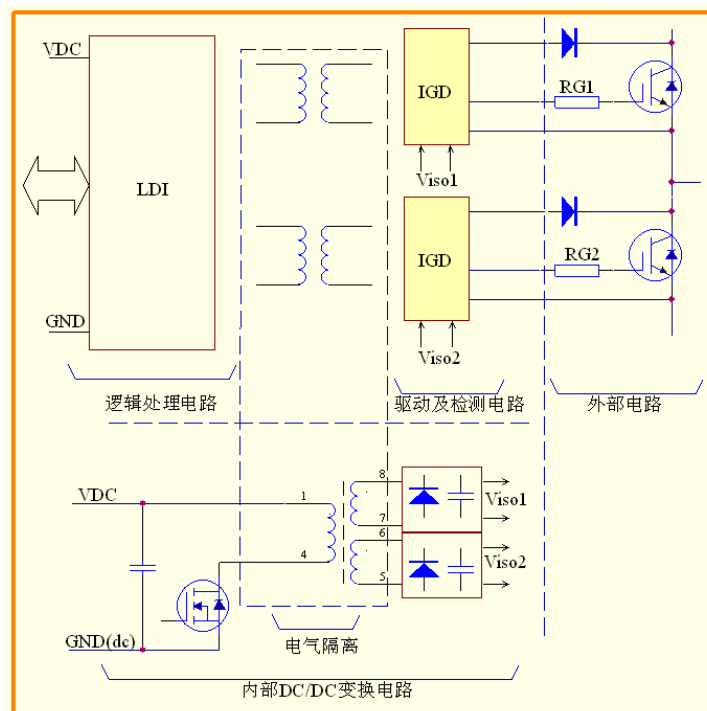 VDC
LDI
GND
IGD
RG1
Viso1
IGD
RG2
Viso2
逻辑处理电路
驱动及检测电路
外部电路
VDC
1
4
8
7
6
5
Viso1
Viso2
GND(dc)
电气隔离
内部DC/DC变换电路